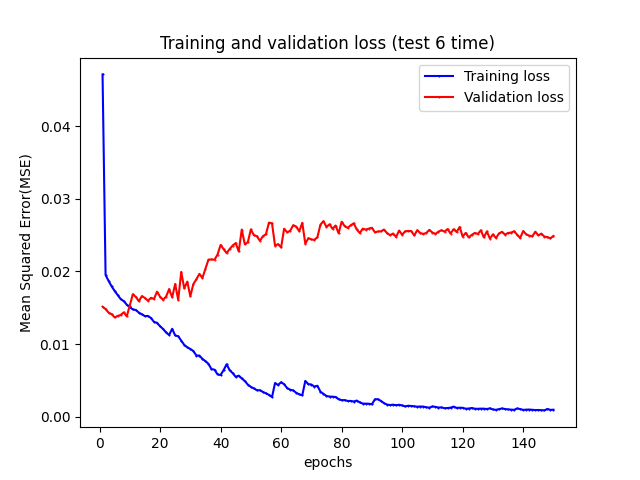 Training and validation loss (test 6 time)
Training loss
Validation loss
Mean Squared Error(MSE)
0.04
0.03
0.02
0.01
0.00
0 20 40 60 80 100 120 140
epochs